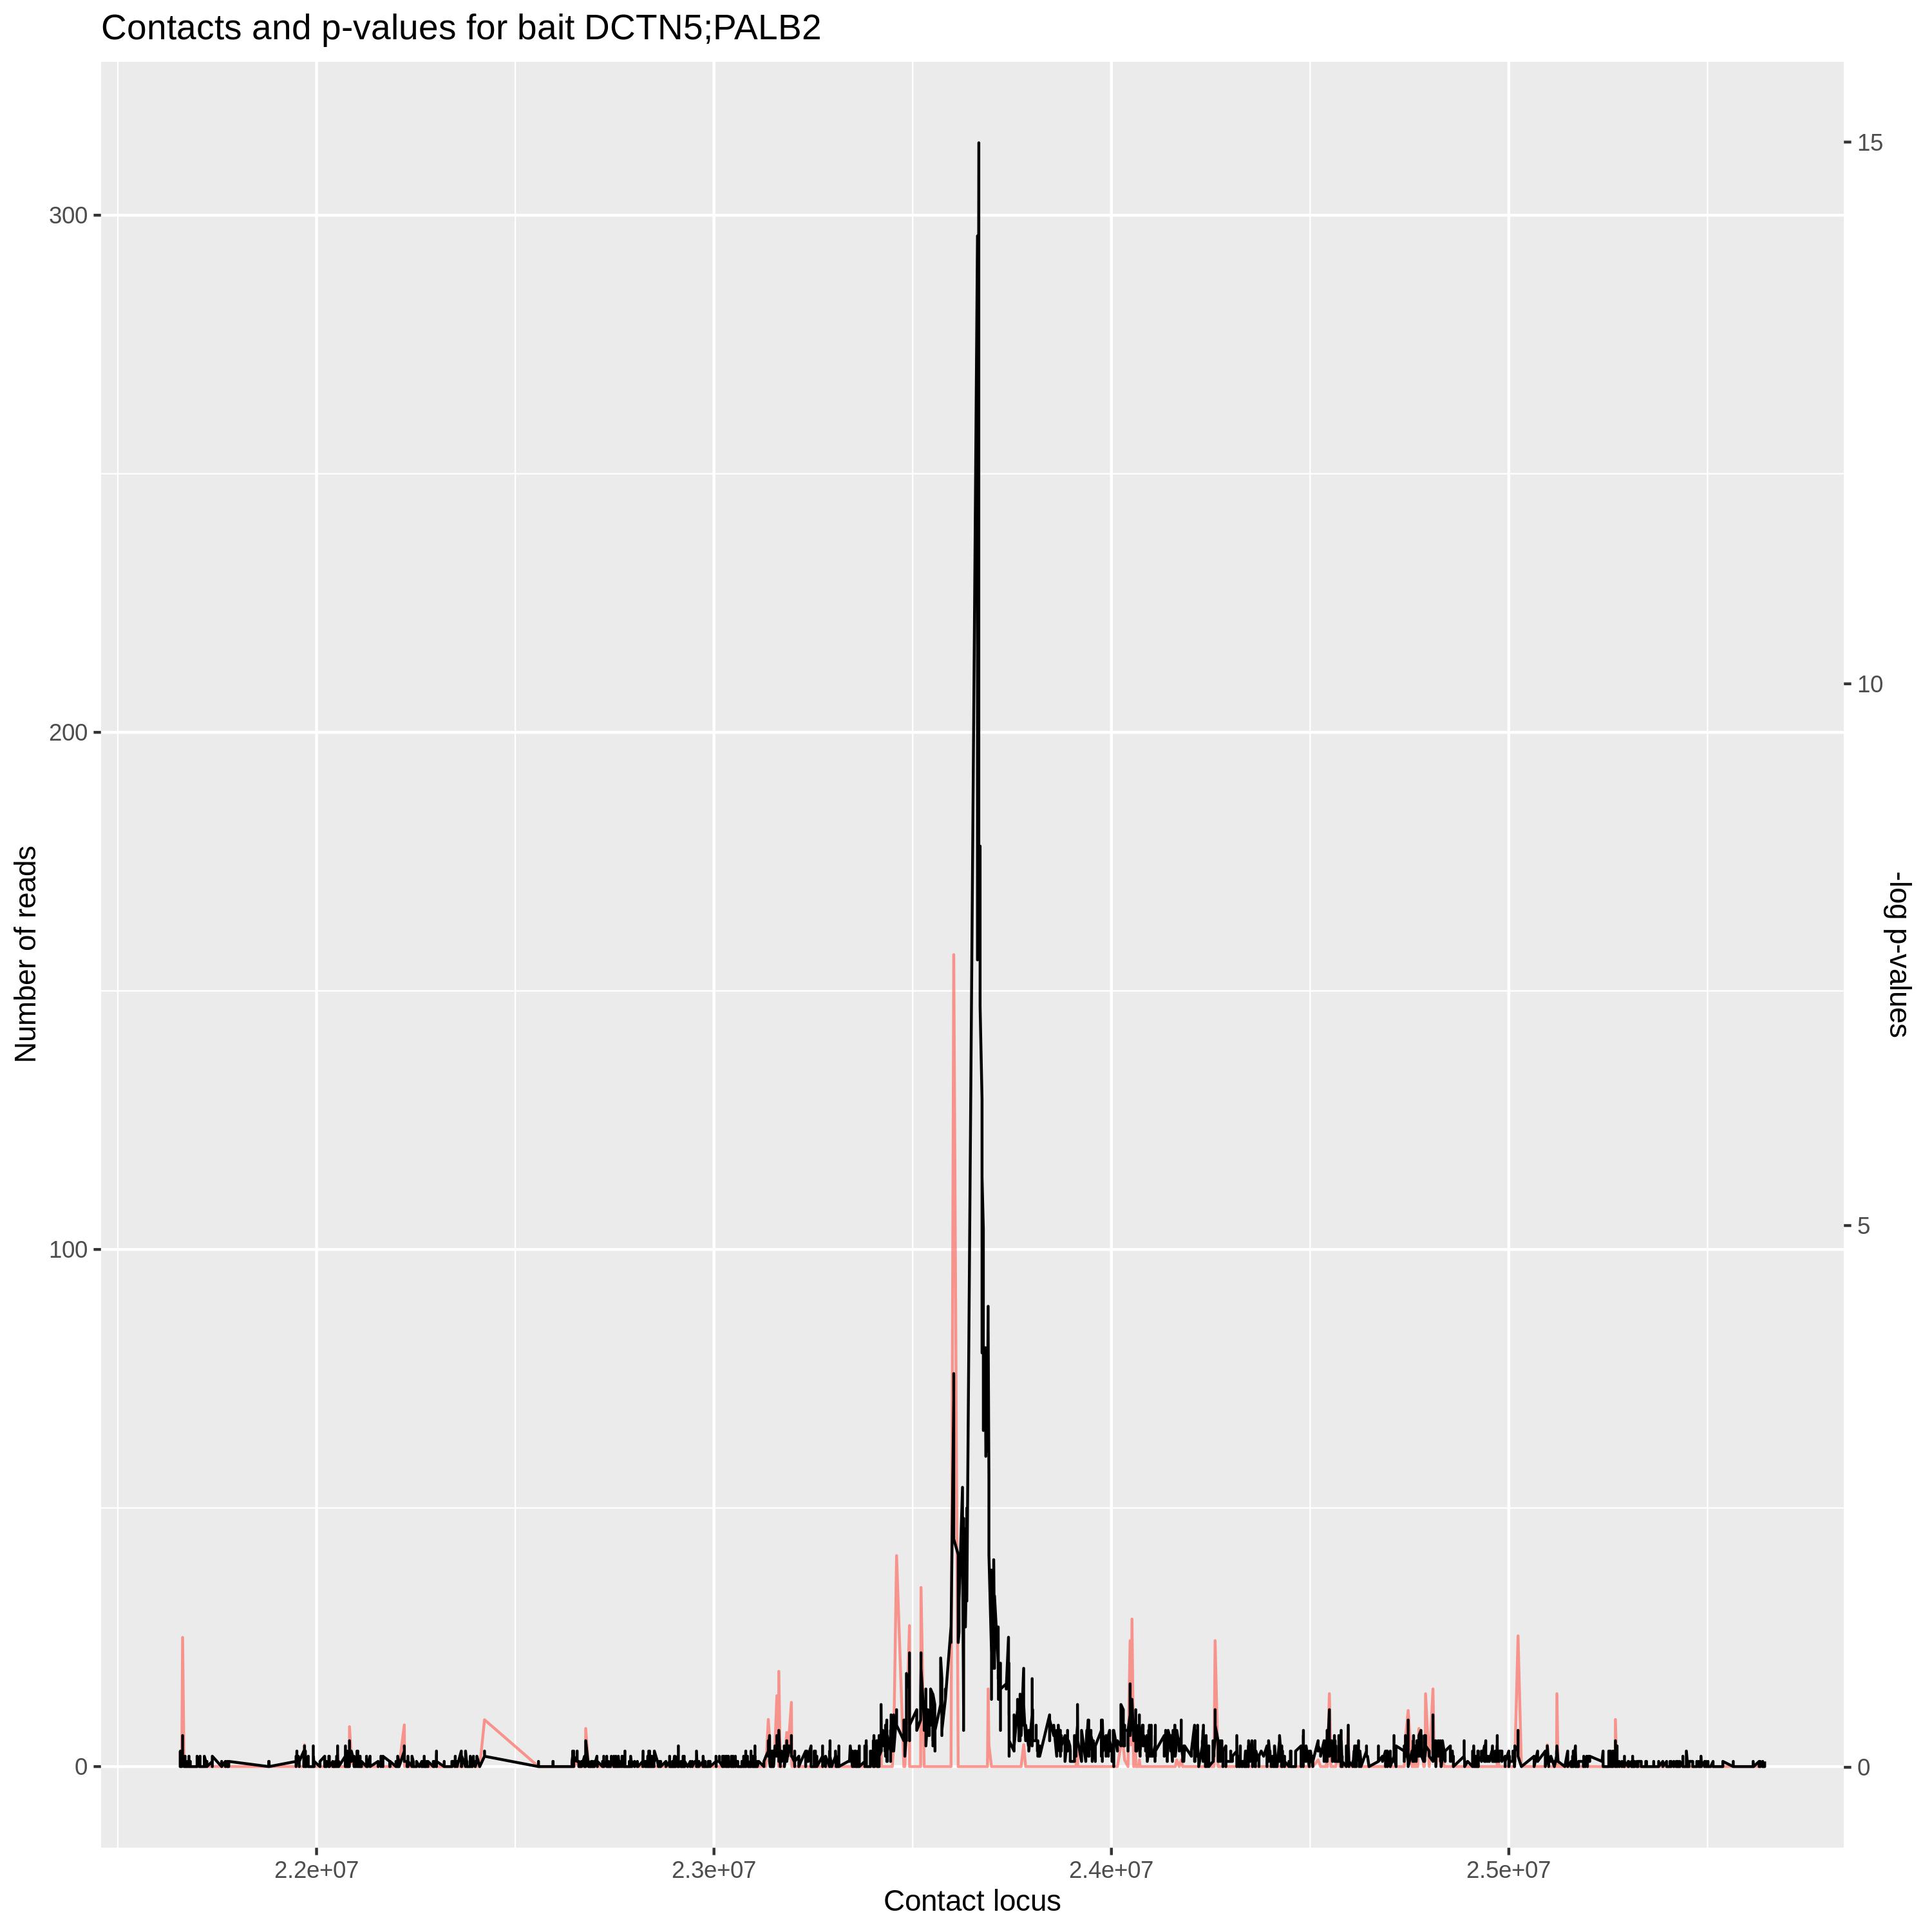 Contacts and p-values for bait DCTN5;PALB2
300
200
100
0
Number of reads
15
10
5
0
-log p-values
2.2e+07
2.3e+07
2.4e+07
2.5e+07
Contact locus